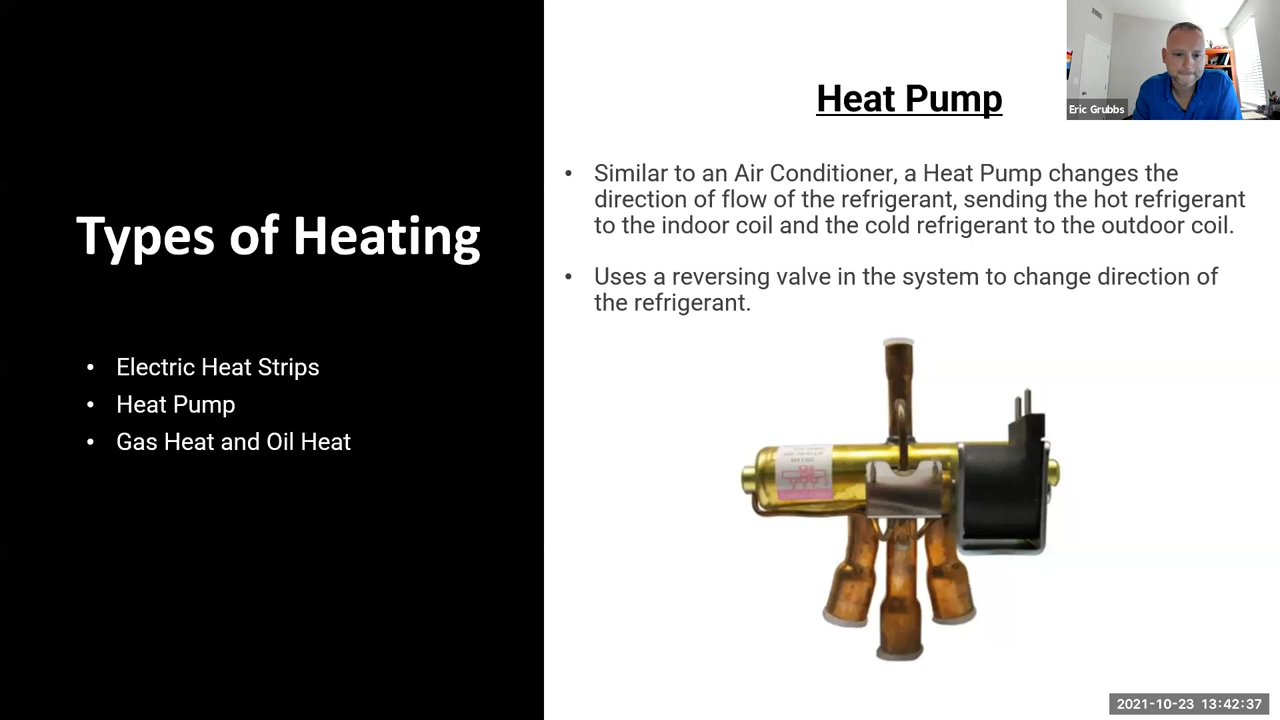 Types of Heating
• Electric Heat Strips
• Heat Pump
• Gas Heat and Oil Heat
Heat Pump
• Similar to an Air Conditioner, a Heat Pump changes the
direction of flow of the refrigerant, sending the hot refrigerant
to the indoor coil and the cold refrigerant to the outdoor coil.
• Uses a reversing valve in the system to change direction of
the refrigerant.
Eric Grubbs
2021-10-23 13:42:37